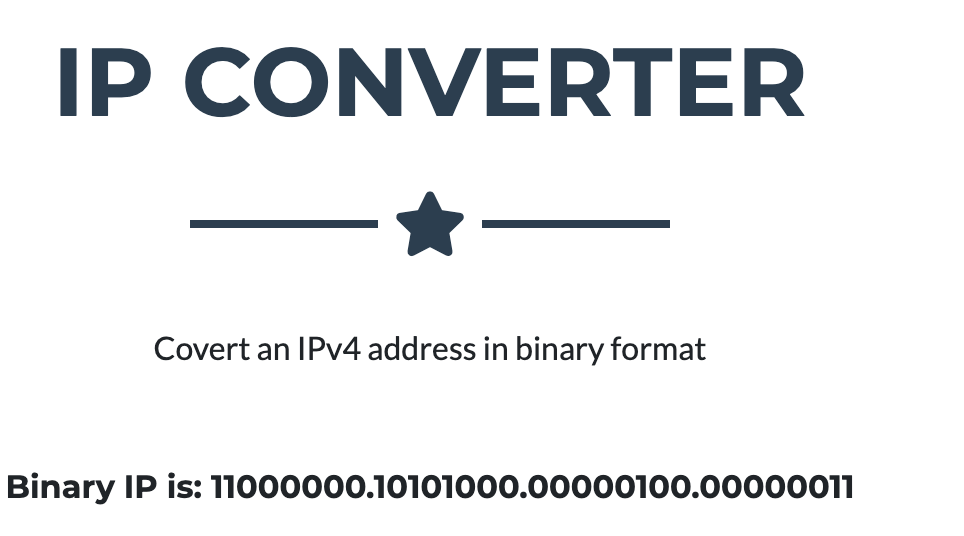 IP CONVERTER
Covert an IPv4 address in binary format
Binary IP is: 11000000.10101000.00000100.00000011